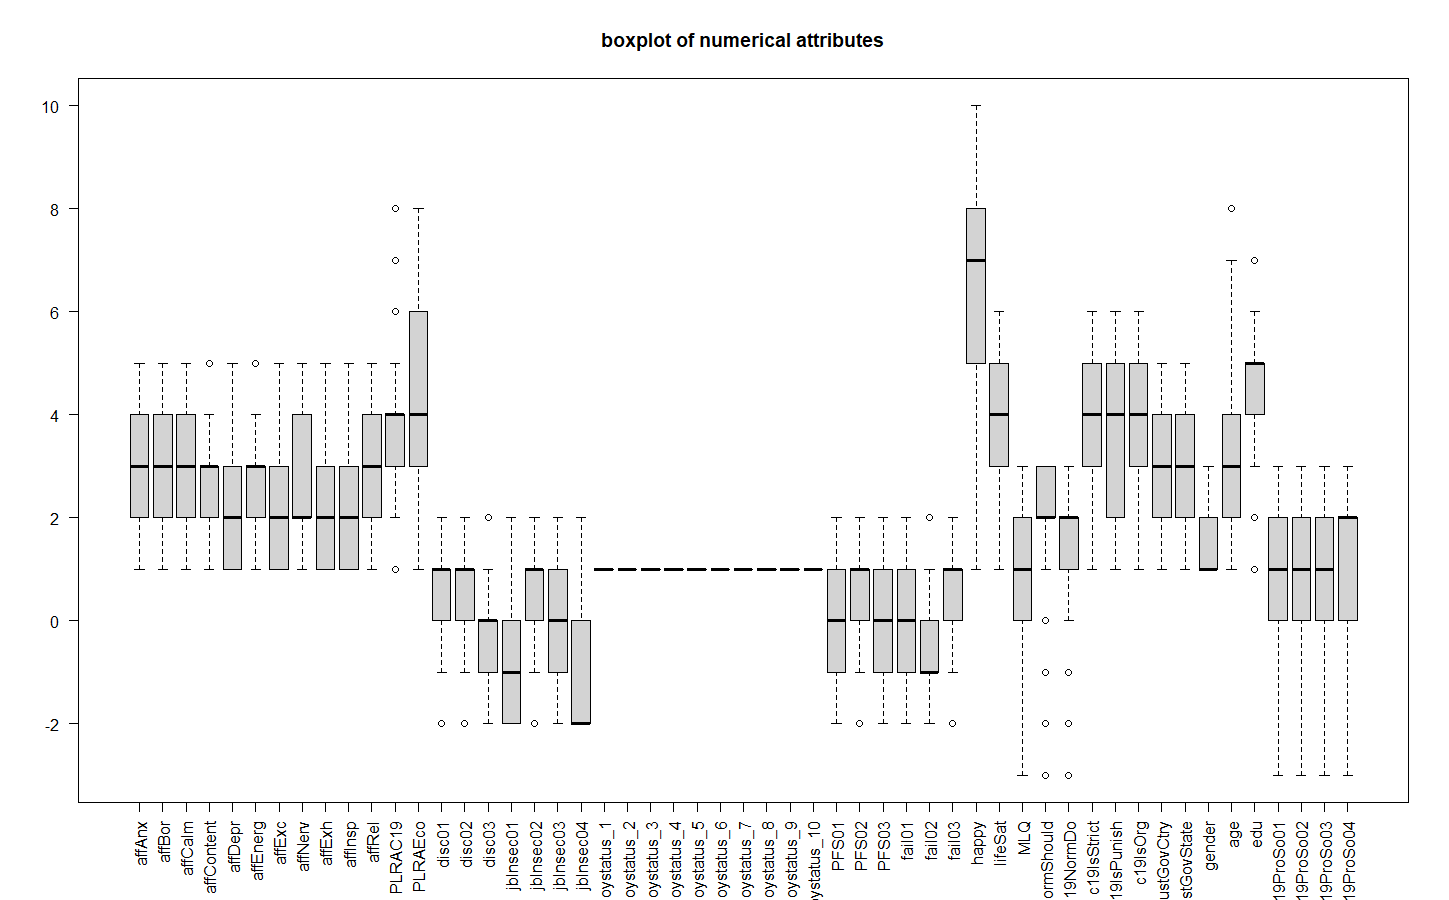 boxplot of numerical attributes
10
8
6
4
2
0
-2
affAnx
affBor
affCalm
affContent
affDepr
affEnerg
affExc
affNerv
affExh
affInsp
affRel
PLRAC19
PLRAEco
disc01
disc02
disc03
jbInsec01
jbInsec02
jbInsec03
jbInsec04
oystatus_1
oystatus_2
oystatus_3
oystatus_4
oystatus_5
oystatus_6
oystatus_7
oystatus_8
oystatus_9
oystatus_10
PFS01
PFS02
PFS03
fail01
fail02
fail03
happy
lifeSat
MLQ
ormShould
19NormDo
c19IsStrict
19IsPunish
c19IsOrg
ustGovCtry
stGovState
gender
age
edu
19ProSo01
19ProSo02
19ProSo03
19ProSo04